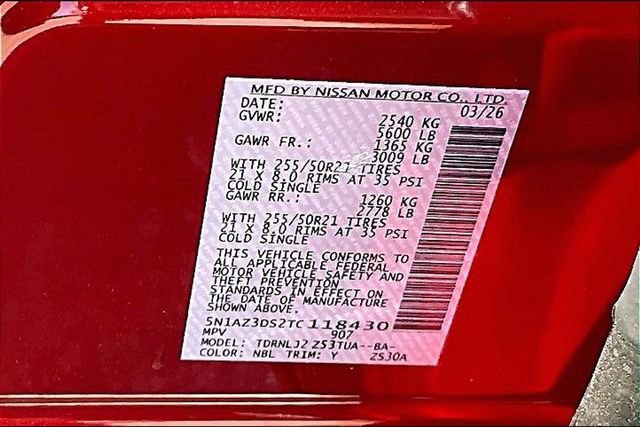 MFD BY NISSAN MOTOR CO., LTD.
DATE: 03/26
GVWR: 2540 KG
5600 LB
GAWR FR.: 1365 KG
3009 LB
WITH 255/50R21 TIRES
21 X 8.0 RIMS AT 35 PSI
COLD SINGLE
GAWR RR.: 1260 KG
2778 LB
WITH 255/50R21 TIRES
21 X 8.0 RIMS AT 35 PSI
COLD SINGLE
THIS VEHICLE CONFORMS TO
ALL APPLICABLE FEDERAL
MOTOR VEHICLE SAFETY AND
THEFT PREVENTION
STANDARDS IN EFFECT ON
THE DATE OF MANUFACTURE
SHOWN ABOVE.
5N1AZ3DS2TC118430
MPV 907
MODEL: TDRNLJ2 Z53TUA--BA-
COLOR: NBL TRIM: Y ZS30A